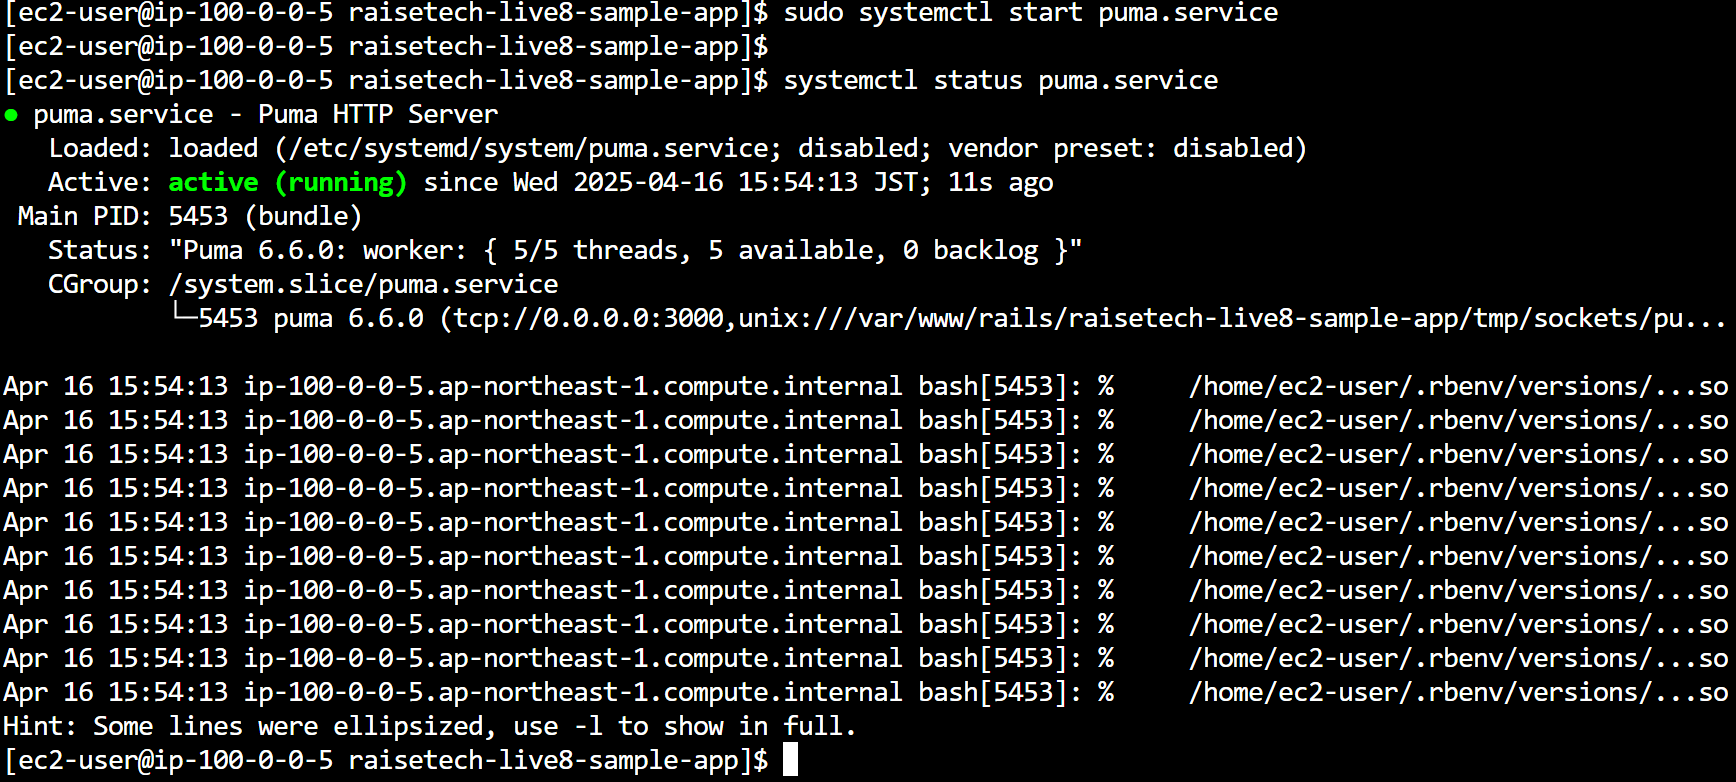 [ec2-user@ip-100-0-0-5 raisetech-live8-sample-app]$ sudo systemctl start puma.service
[ec2-user@ip-100-0-0-5 raisetech-live8-sample-app]$
[ec2-user@ip-100-0-0-5 raisetech-live8-sample-app]$ systemctl status puma.service
● puma.service - Puma HTTP Server
   Loaded: loaded (/etc/systemd/system/puma.service; disabled; vendor preset: disabled)
   Active: active (running) since Wed 2025-04-16 15:54:13 JST; 11s ago
 Main PID: 5453 (bundle)
   Status: "Puma 6.6.0: worker: { 5/5 threads, 5 available, 0 backlog }"
   CGroup: /system.slice/puma.service
           └─5453 puma 6.6.0 (tcp://0.0.0.0:3000,unix:///var/www/rails/raisetech-live8-sample-app/tmp/sockets/pu...

Apr 16 15:54:13 ip-100-0-0-5.ap-northeast-1.compute.internal bash[5453]: %     /home/ec2-user/.rbenv/versions/...so
Apr 16 15:54:13 ip-100-0-0-5.ap-northeast-1.compute.internal bash[5453]: %     /home/ec2-user/.rbenv/versions/...so
Apr 16 15:54:13 ip-100-0-0-5.ap-northeast-1.compute.internal bash[5453]: %     /home/ec2-user/.rbenv/versions/...so
Apr 16 15:54:13 ip-100-0-0-5.ap-northeast-1.compute.internal bash[5453]: %     /home/ec2-user/.rbenv/versions/...so
Apr 16 15:54:13 ip-100-0-0-5.ap-northeast-1.compute.internal bash[5453]: %     /home/ec2-user/.rbenv/versions/...so
Apr 16 15:54:13 ip-100-0-0-5.ap-northeast-1.compute.internal bash[5453]: %     /home/ec2-user/.rbenv/versions/...so
Apr 16 15:54:13 ip-100-0-0-5.ap-northeast-1.compute.internal bash[5453]: %     /home/ec2-user/.rbenv/versions/...so
Apr 16 15:54:13 ip-100-0-0-5.ap-northeast-1.compute.internal bash[5453]: %     /home/ec2-user/.rbenv/versions/...so
Apr 16 15:54:13 ip-100-0-0-5.ap-northeast-1.compute.internal bash[5453]: %     /home/ec2-user/.rbenv/versions/...so
Apr 16 15:54:13 ip-100-0-0-5.ap-northeast-1.compute.internal bash[5453]: %     /home/ec2-user/.rbenv/versions/...so
Hint: Some lines were ellipsized, use -l to show in full.
[ec2-user@ip-100-0-0-5 raisetech-live8-sample-app]$